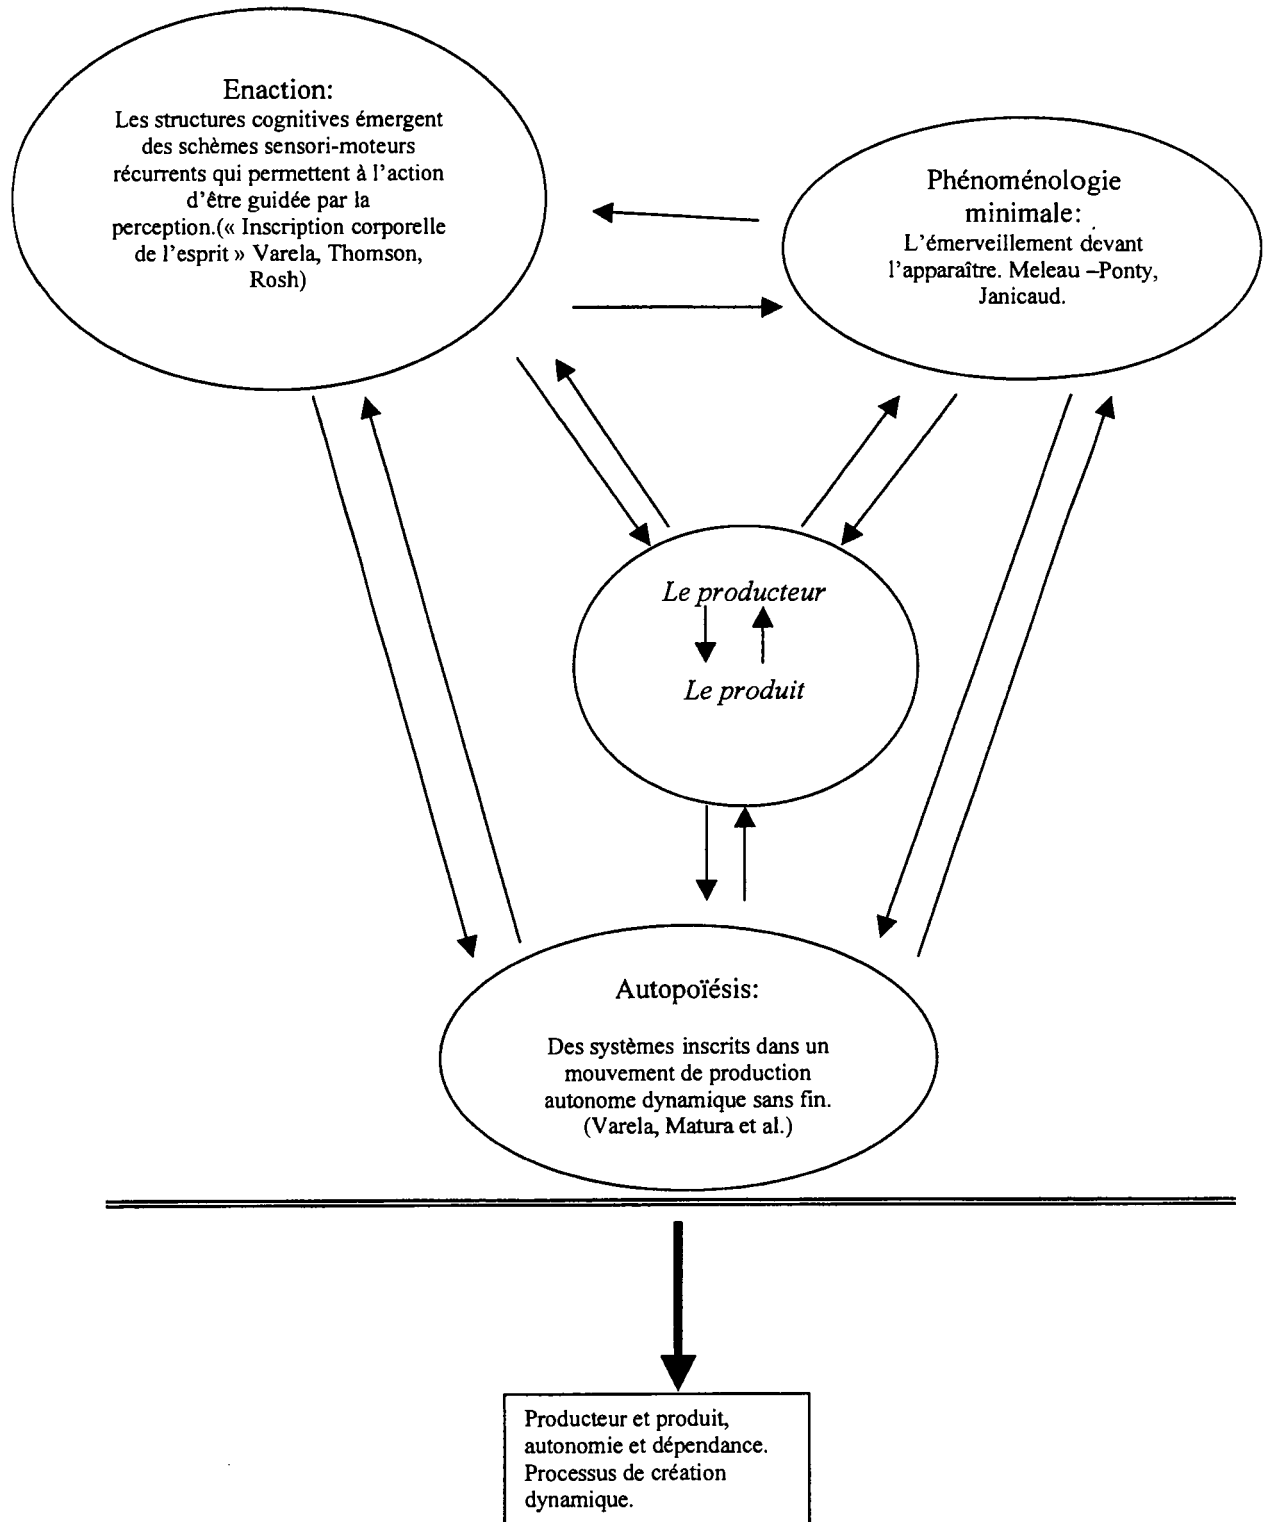 Enaction:
Les structures cognitives émergent
des schèmes sensori-moteurs
récurrents qui permettent à l'action
d'être guidée par la
perception.(« Inscription corporelle
de l'esprit » Varela, Thomson,
Rosh)
Phénoménologie
minimale:
L'émerveillement devant
l'apparaître. Meleau –Ponty,
Janicaud.
Le producteur
Le produit
Autopoïésis:
Des systèmes inscrits dans un
mouvement de production
autonome dynamique sans fin.
(Varela, Matura et al.)
Producteur et produit,
autonomie et dépendance.
Processus de création
dynamique.